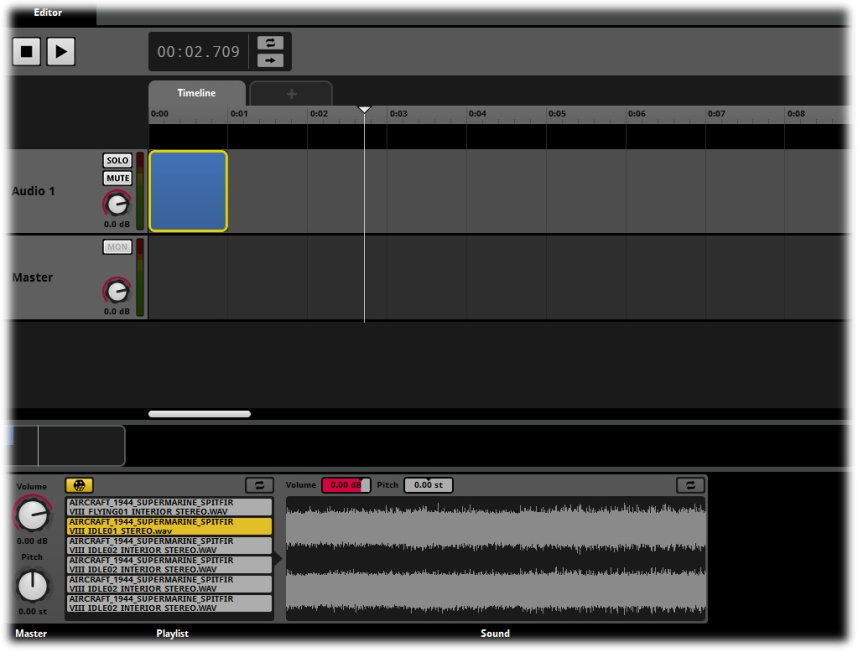 Editor
00:02.709
Timeline
+
0:00 0:01 0:02 0:03 0:04 0:05 0:06 0:07 0:08
SOLO
MUTE
Audio 1
0.0 dB
MON
Master
0.0 dB
Volume
0.00 dB
Pitch
0.00 st
AIRCRAFT_1944_SUPERMARINE_SPITFIR
VIII_FLYING01_INTERIOR_STEREO.WAV
AIRCRAFT_1944_SUPERMARINE_SPITFIR
VIII_IDLE01_STEREO.wav
AIRCRAFT_1944_SUPERMARINE_SPITFIR
VIII_IDLE02_INTERIOR_STEREO.WAV
AIRCRAFT_1944_SUPERMARINE_SPITFIR
VIII_IDLE02_INTERIOR_STEREO.WAV
AIRCRAFT_1944_SUPERMARINE_SPITFIR
VIII_IDLE02_INTERIOR_STEREO.WAV
AIRCRAFT_1944_SUPERMARINE_SPITFIR
VIII_IDLE02_INTERIOR_STEREO.WAV
Volume 0.00 dB Pitch 0.00 st
Master Playlist Sound